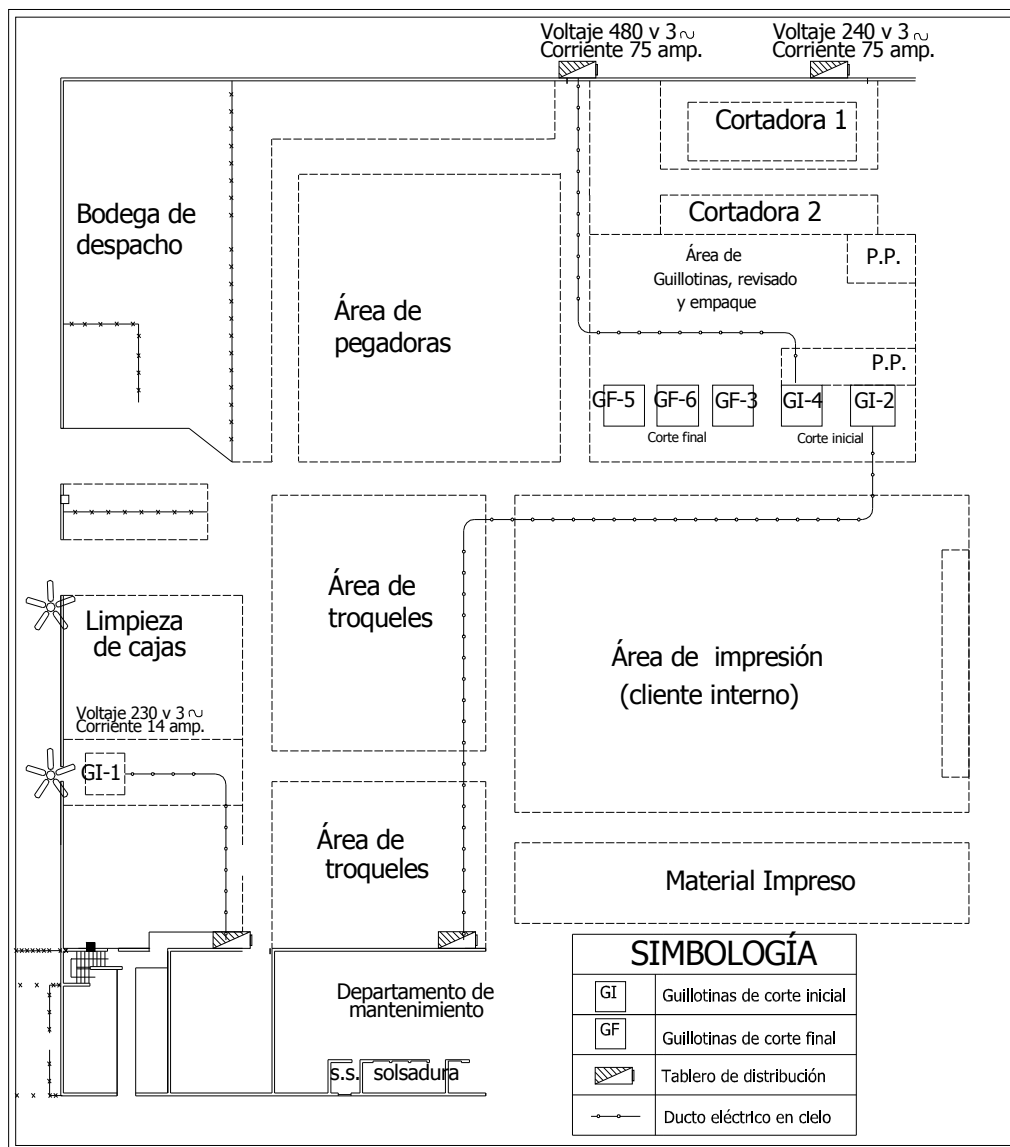 Voltaje 480 v 3 ~
Corriente 75 amp.
Voltaje 240 v 3 ~
Corriente 75 amp.
Cortadora 1
Bodega de
despacho
Cortadora 2
Área de
Guillotinas, revisado
y empaque
P.P.
Área de
pegadoras
P.P.
GF-5
GF-6
GF-3
GI-4
GI-2
Corte final
Corte inicial
Área de
troqueles
Limpieza
de cajas
Área de impresión
(cliente interno)
Voltaje 230 v 3 ~
Corriente 14 amp.
GI-1
Área de
troqueles
Material Impreso
Departamento de
mantenimiento
s.s. solsadura
SIMBOLOGÍA
GI Guillotinas de corte inicial
GF Guillotinas de corte final
Tablero de distribución
Ducto eléctrico en cielo